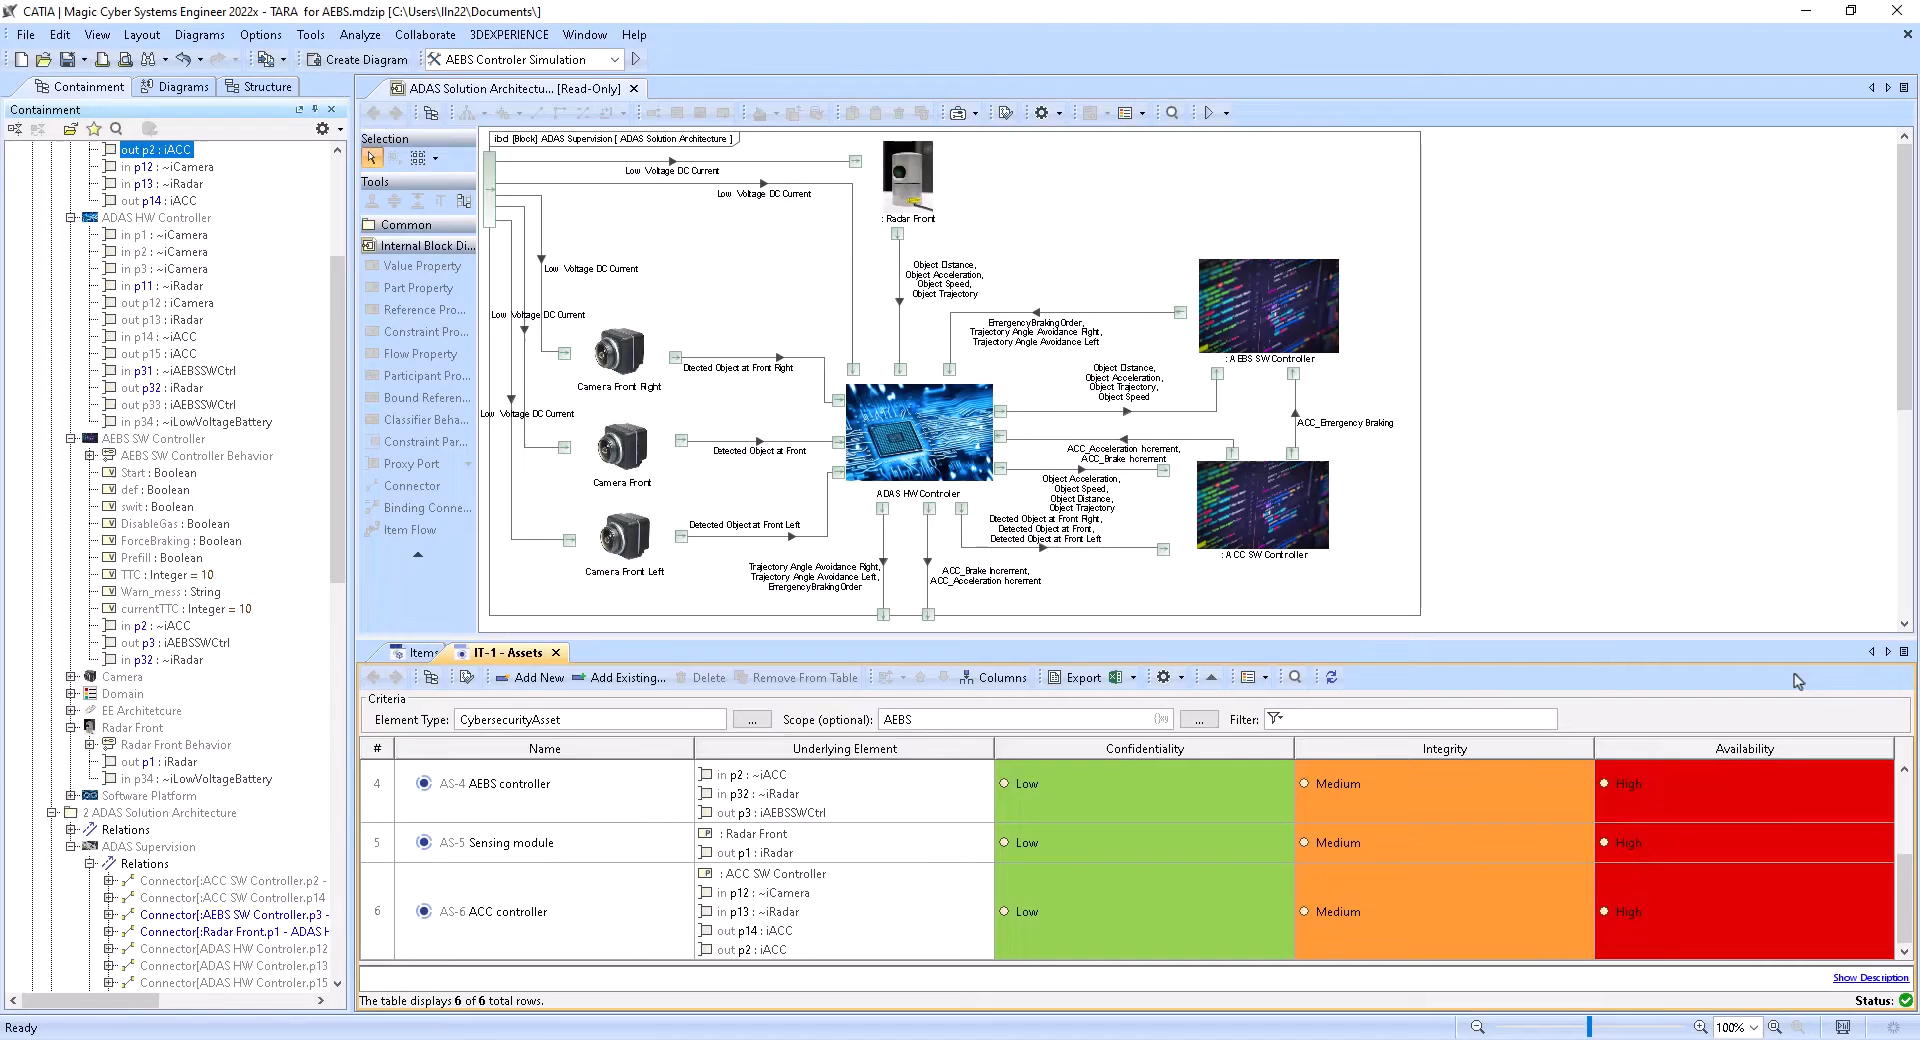 CATIA | Magic Cyber Systems Engineer 2022x - TARA for AEBS.mdzip [C:\Users\lln22\Documents\]
File Edit View Layout Diagrams Options Tools Analyze Collaborate 3DEXPERIENCE Window Help
Create Diagram AEBS Controler Simulation
Containment Diagrams Structure
ADAS Solution Architectu... [Read-Only]
Containment
out p2 : iACC
in p12 : ~iCamera
in p13 : ~iRadar
out p14 : iACC
ADAS HW Controller
in p1 : ~iCamera
in p2 : ~iCamera
in p3 : ~iCamera
in p11 : ~iRadar
out p12 : iCamera
out p13 : iRadar
in p14 : ~iACC
out p15 : iACC
in p31 : ~iAEBSSWCtrl
out p32 : iRadar
out p33 : iAEBSSWCtrl
in p34 : ~iLowVoltageBattery
AEBS SW Controller
AEBS SW Controller Behavior
Start : Boolean
def : Boolean
swit : Boolean
DisableGas : Boolean
ForceBraking : Boolean
Prefill : Boolean
TTC : Integer = 10
Warn_mess : String
currentTTC : Integer = 10
in p2 : ~iACC
out p3 : iAEBSSWCtrl
in p32 : ~iRadar
Camera
Domain
EE Architetcure
Radar Front
Radar Front Behavior
out p1 : iRadar
in p34 : ~iLowVoltageBattery
Software Platform
2 ADAS Solution Architecture
Relations
ADAS Supervision
Relations
Connector[:ACC SW Controller.p2 -
Connector[:ACC SW Controller.p14
Connector[:AEBS SW Controller.p3 -
Connector[:Radar Front.p1 - ADAS H
Connector[ADAS HW Controler.p12
Connector[ADAS HW Controler.p13
Connector[ADAS HW Controler.p15
Selection
Tools
Common
Internal Block Di...
Value Property
Part Property
Reference Pro...
Constraint Pro...
Flow Property
Participant Pro...
Bound Referen...
Classifier Beha...
Constraint Par...
Proxy Port
Connector
Binding Conne...
Item Flow
ibd [Block] ADAS Supervision [ ADAS Solution Architecture ]
Low Voltage DC Current
Low Voltage DC Current
Low Voltage DC Current
Low Voltage DC Current
Low Voltage DC Current
: Radar Front
Object Distance,
Object Acceleration,
Object Speed,
Object Trajectory
EmergencyBrakingOrder,
Trajectory Angle Avoidance Right,
Trajectory Angle Avoidance Left
: AEBS SW Controller
Camera Front Right
Dtected Object at Front Right
Object Distance,
Object Acceleration,
Object Trajectory,
Object Speed
ACC_Emergency Braking
Camera Front
Detected Object at Front
ACC_Acceleration Increment,
ACC_Brake Increment
ADAS HW Controler
Object Acceleration,
Object Speed,
Object Distance,
Object Trajectory
Dtected Object at Front Right,
Detected Object at Front,
Detected Object at Front Left
: ACC SW Controller
Camera Front Left
Detected Object at Front Left
Trajectory Angle Avoidance Right,
Trajectory Angle Avoidance Left,
EmergencyBrakingOrder
ACC_Brake Increment,
ACC_Acceleration Increment
Items IT-1 - Assets
Add New Add Existing... Delete Remove From Table Columns Export
Criteria
Element Type: CybersecurityAsset ... Scope (optional): AEBS ... Filter:
# Name Underlying Element Confidentiality Integrity Availability
4 AS-4 AEBS controller in p2 : ~iACC Low Medium High
in p32 : ~iRadar
out p3 : iAEBSSWCtrl
5 AS-5 Sensing module : Radar Front Low Medium High
out p1 : iRadar
6 AS-6 ACC controller : ACC SW Controller Low Medium High
in p12 : ~iCamera
in p13 : ~iRadar
out p14 : iACC
out p2 : iACC
Show Description
The table displays 6 of 6 total rows. Status:
Ready 100%